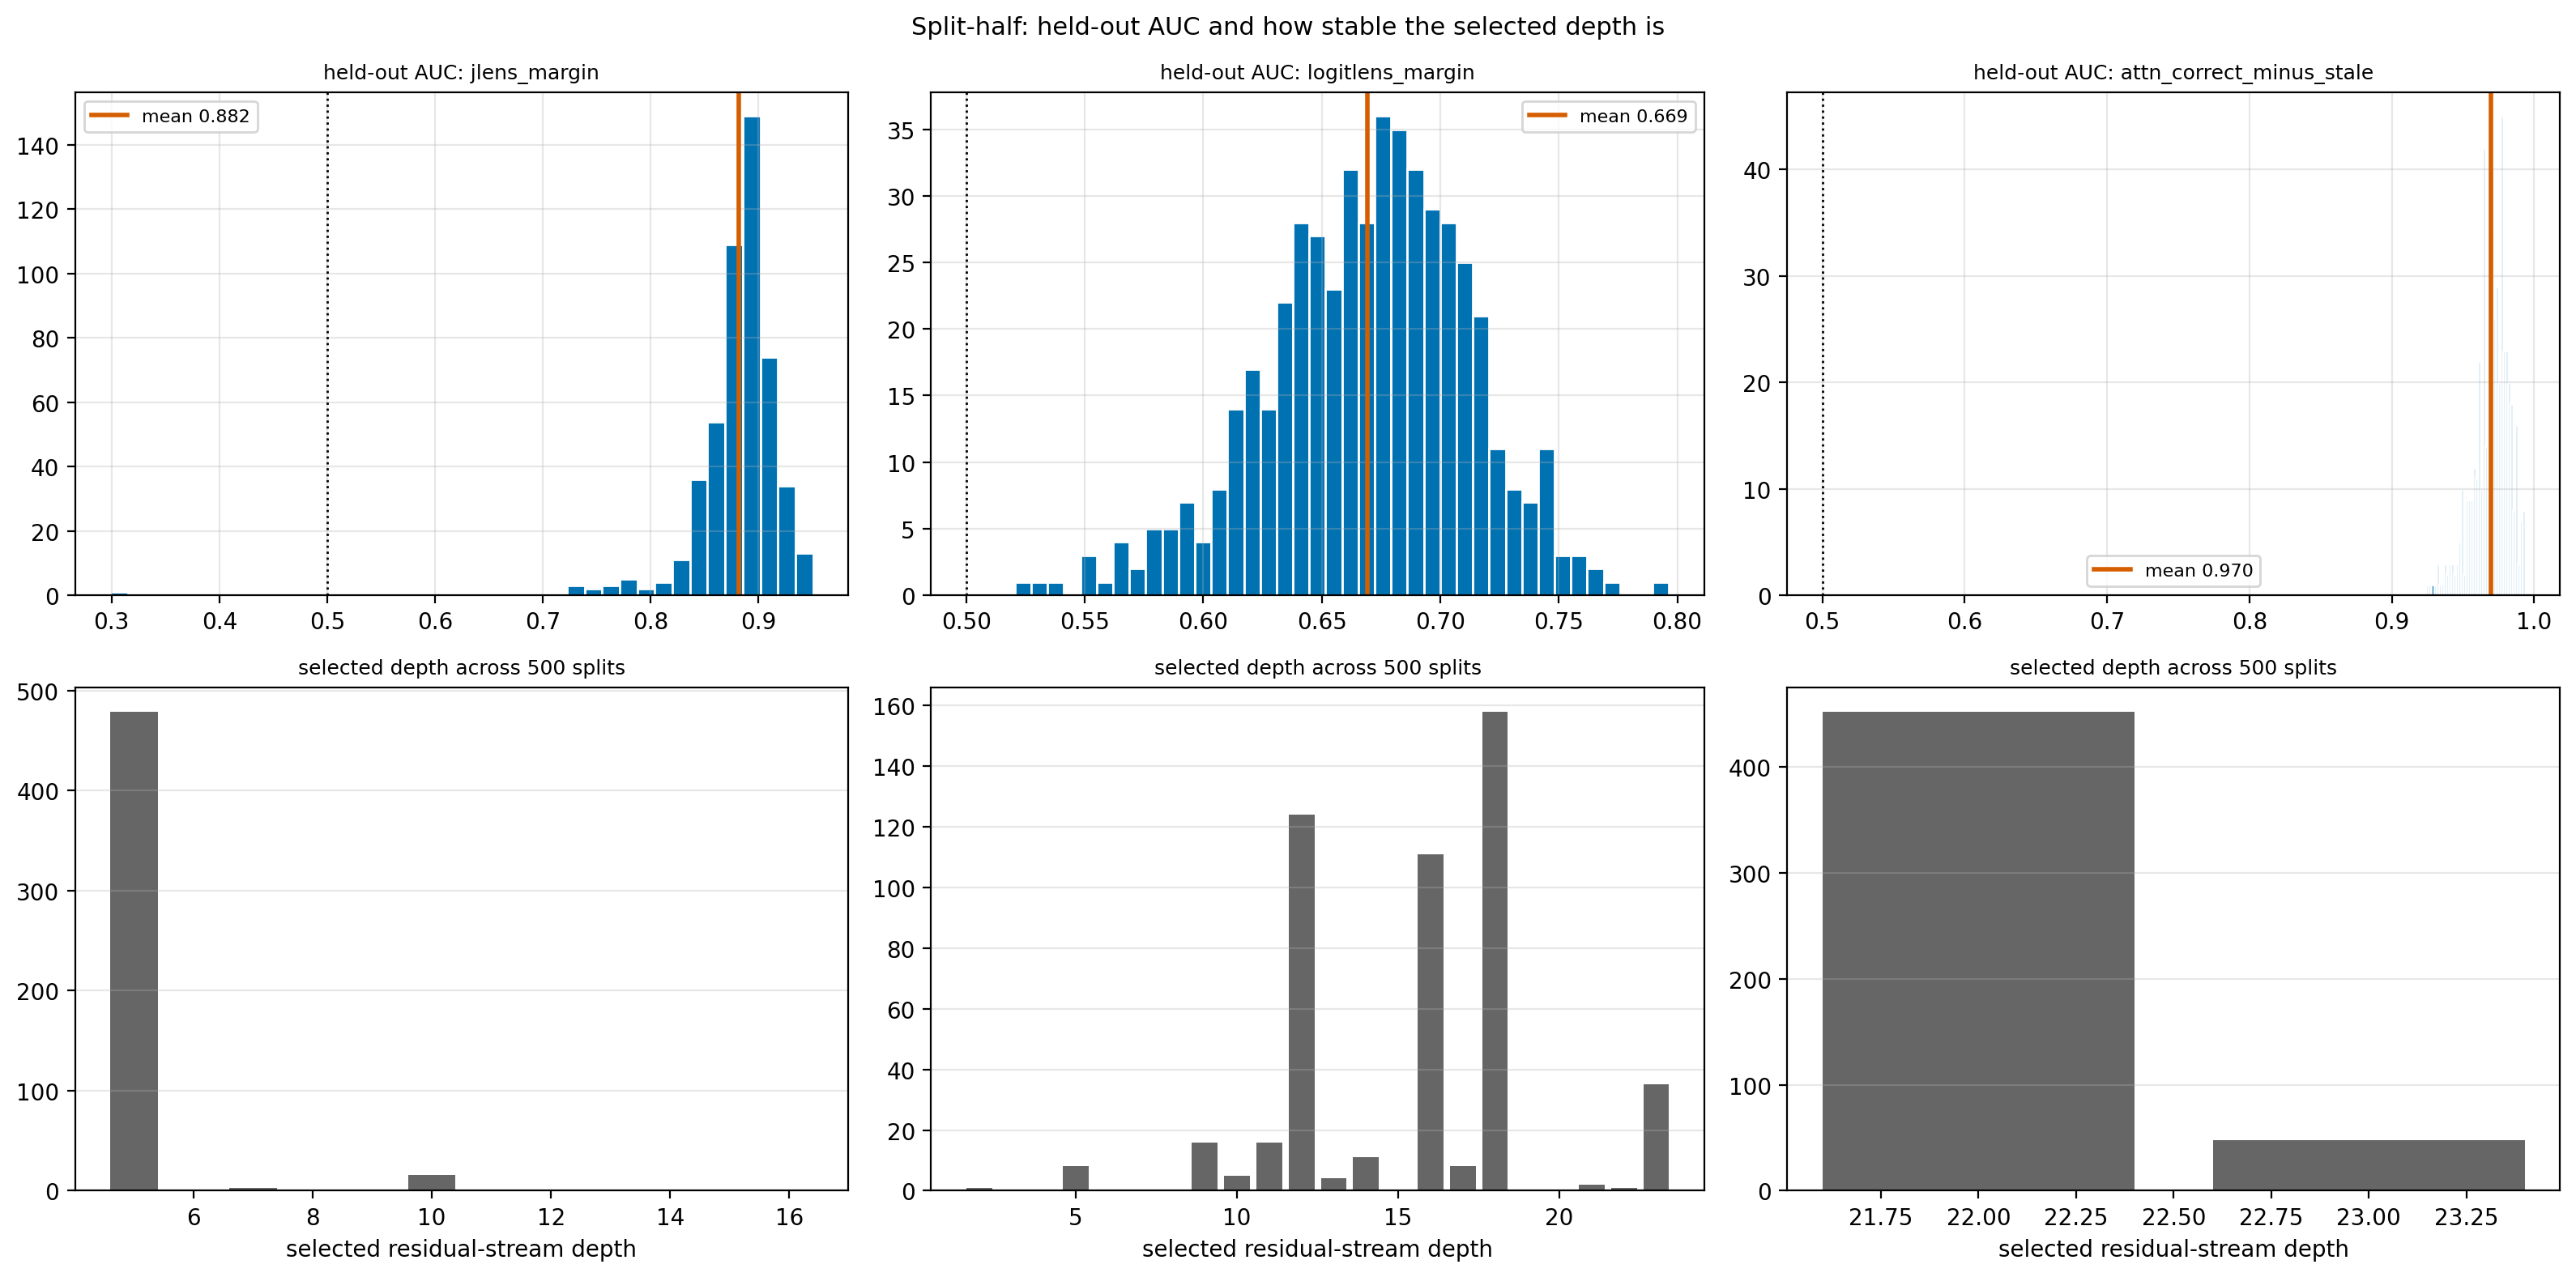 Split-half: held-out AUC and how stable the selected depth is
held-out AUC: jlens_margin
mean 0.882
140
120
100
80
60
40
20
0
0.3 0.4 0.5 0.6 0.7 0.8 0.9
held-out AUC: logitlens_margin
mean 0.669
35
30
25
20
15
10
5
0
0.50 0.55 0.60 0.65 0.70 0.75 0.80
held-out AUC: attn_correct_minus_stale
40
30
20
10
0
mean 0.970
0.5 0.6 0.7 0.8 0.9 1.0
selected depth across 500 splits
500
400
300
200
100
0
6 8 10 12 14 16
selected residual-stream depth
selected depth across 500 splits
160
140
120
100
80
60
40
20
0
5 10 15 20
selected residual-stream depth
selected depth across 500 splits
400
300
200
100
0
21.75 22.00 22.25 22.50 22.75 23.00 23.25
selected residual-stream depth